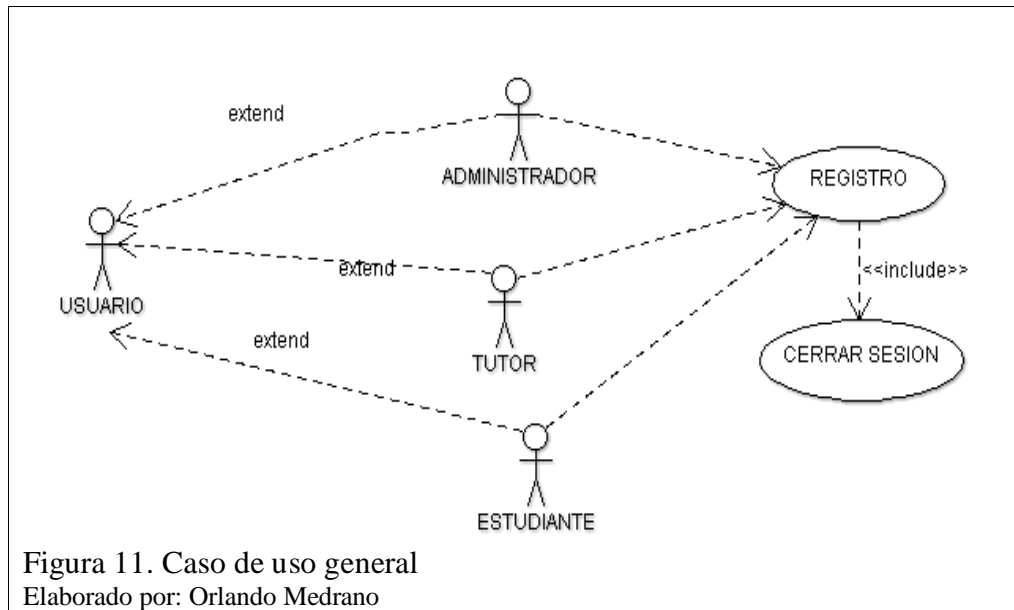 extend
ADMINISTRADOR
REGISTRO
USUARIO
extend
TUTOR
<<include>>
extend
CERRAR SESION
ESTUDIANTE
Figura 11. Caso de uso general
Elaborado por: Orlando Medrano